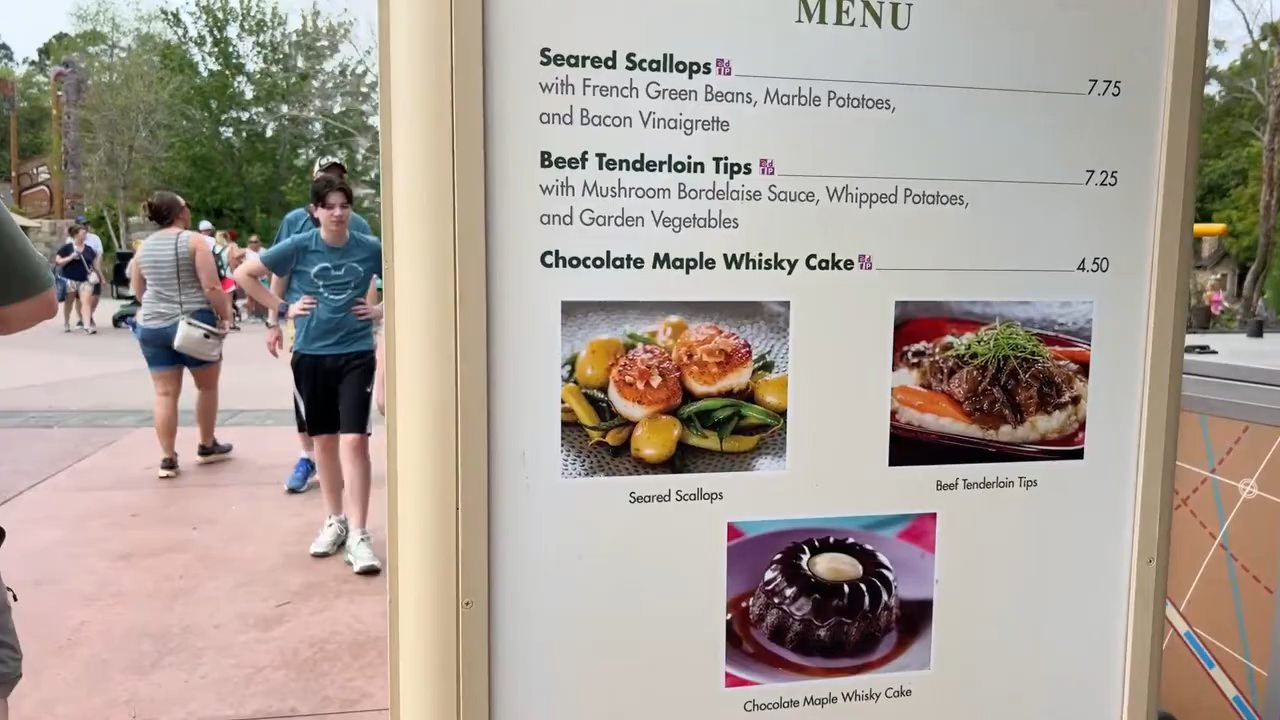 MENU
Seared Scallops 7.75
with French Green Beans, Marble Potatoes,
and Bacon Vinaigrette
Beef Tenderloin Tips 7.25
with Mushroom Bordelaise Sauce, Whipped Potatoes,
and Garden Vegetables
Chocolate Maple Whisky Cake 4.50
Seared Scallops
Beef Tenderloin Tips
Chocolate Maple Whisky Cake